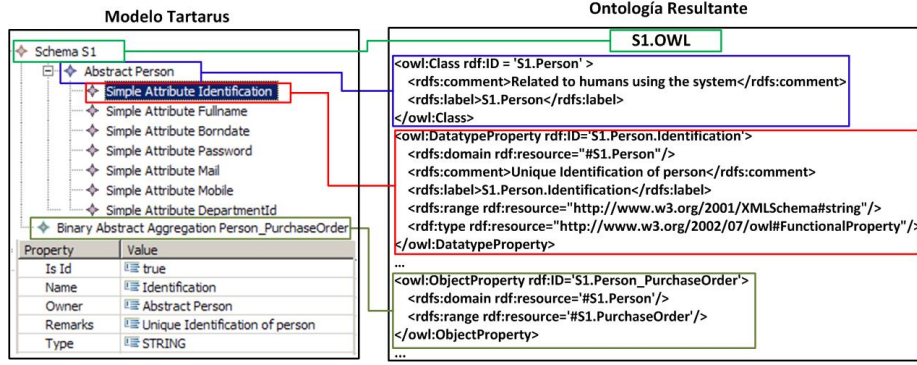 Modelo Tartarus
Schema S1
Abstract Person
Simple Attribute Identification
Simple Attribute Fullname
Simple Attribute Borndate
Simple Attribute Password
Simple Attribute Mail
Simple Attribute Mobile
Simple Attribute DepartmentId
Binary Abstract Aggregation Person_PurchaseOrder
Property Value
Is Id true
Name Identification
Owner Abstract Person
Remarks Unique Identification of person
Type STRING
Ontología Resultante
S1.OWL
<owl:Class rdf:ID = 'S1.Person' >
<rdfs:comment>Related to humans using the system</rdfs:comment>
<rdfs:label>S1.Person</rdfs:label>
</owl:Class>
<owl:DatatypeProperty rdf:ID='S1.Person.Identification'>
<rdfs:domain rdf:resource="#S1.Person"/>
<rdfs:comment>Unique Identification of person</rdfs:comment>
<rdfs:label>S1.Person.Identification</rdfs:label>
<rdfs:range rdf:resource="http://www.w3.org/2001/XMLSchema#string"/>
<rdf:type rdf:resource="http://www.w3.org/2002/07/owl#FunctionalProperty"/>
</owl:DatatypeProperty>
...
<owl:ObjectProperty rdf:ID='S1.Person_PurchaseOrder'>
<rdfs:domain rdf:resource='#S1.Person'/>
<rdfs:range rdf:resource='#S1.PurchaseOrder'/>
</owl:ObjectProperty>
...